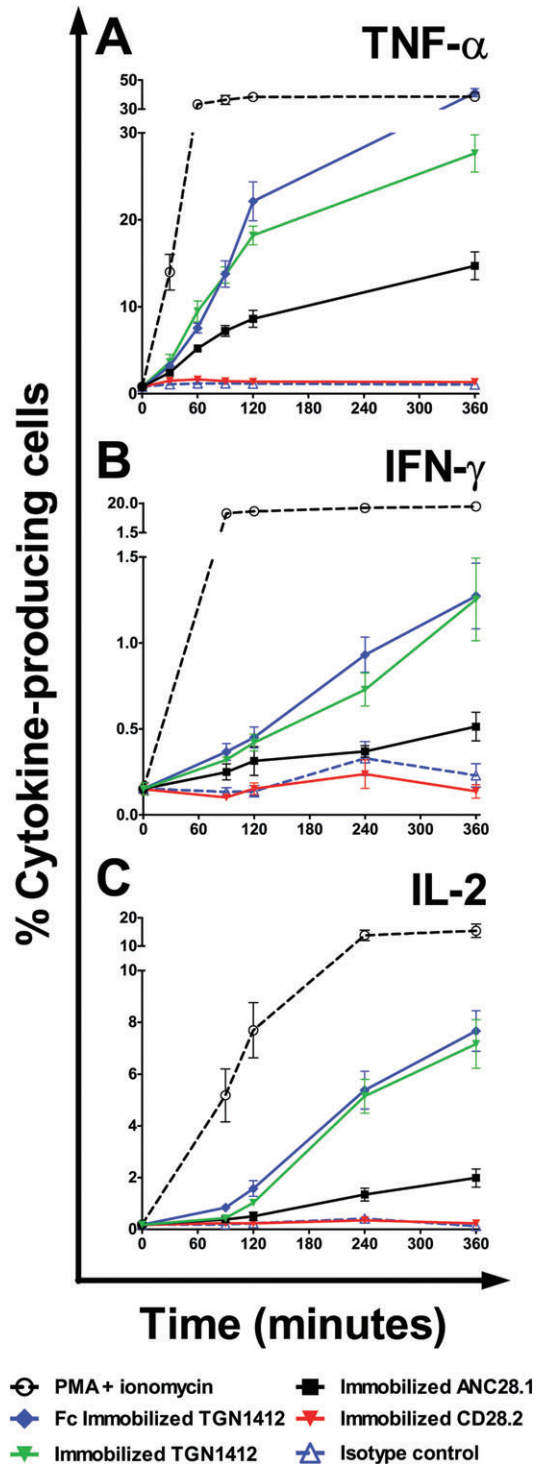 % Cytokine-producing cells
A TNF-α
50
30
30
20
10
0
0 60 120 180 240 300 360
B IFN-γ
20.0
1.5
1.5
1.0
0.5
0.0
0 60 120 180 240 300 360
C IL-2
20
10
10
8
6
4
2
0
0 60 120 180 240 300 360
Time (minutes)
PMA + ionomycin Immobilized ANC28.1
Fc Immobilized TGN1412 Immobilized CD28.2
Immobilized TGN1412 Isotype control